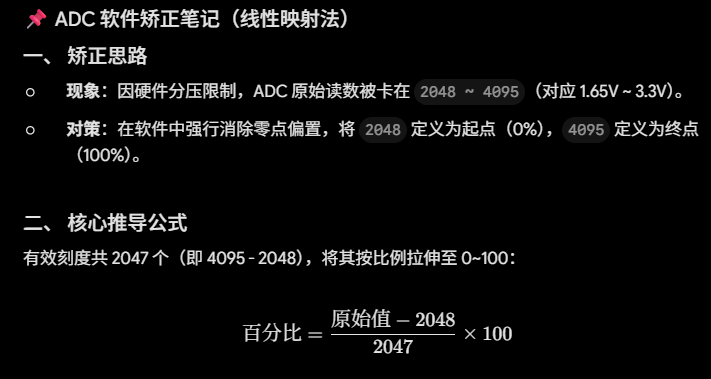 📌 ADC 软件矫正笔记（线性映射法）
一、 矫正思路
○ 现象：因硬件分压限制，ADC 原始读数被卡在 2048 ~ 4095（对应 1.65V ~ 3.3V）。
○ 对策：在软件中强行消除零点偏置，将 2048 定义为起点（0%），4095 定义为终点
（100%）。
二、 核心推导公式
有效刻度共 2047 个（即 4095 - 2048），将其按比例拉伸至 0~100：
百分比 = \frac{原始值 − 2048}{2047} × 100